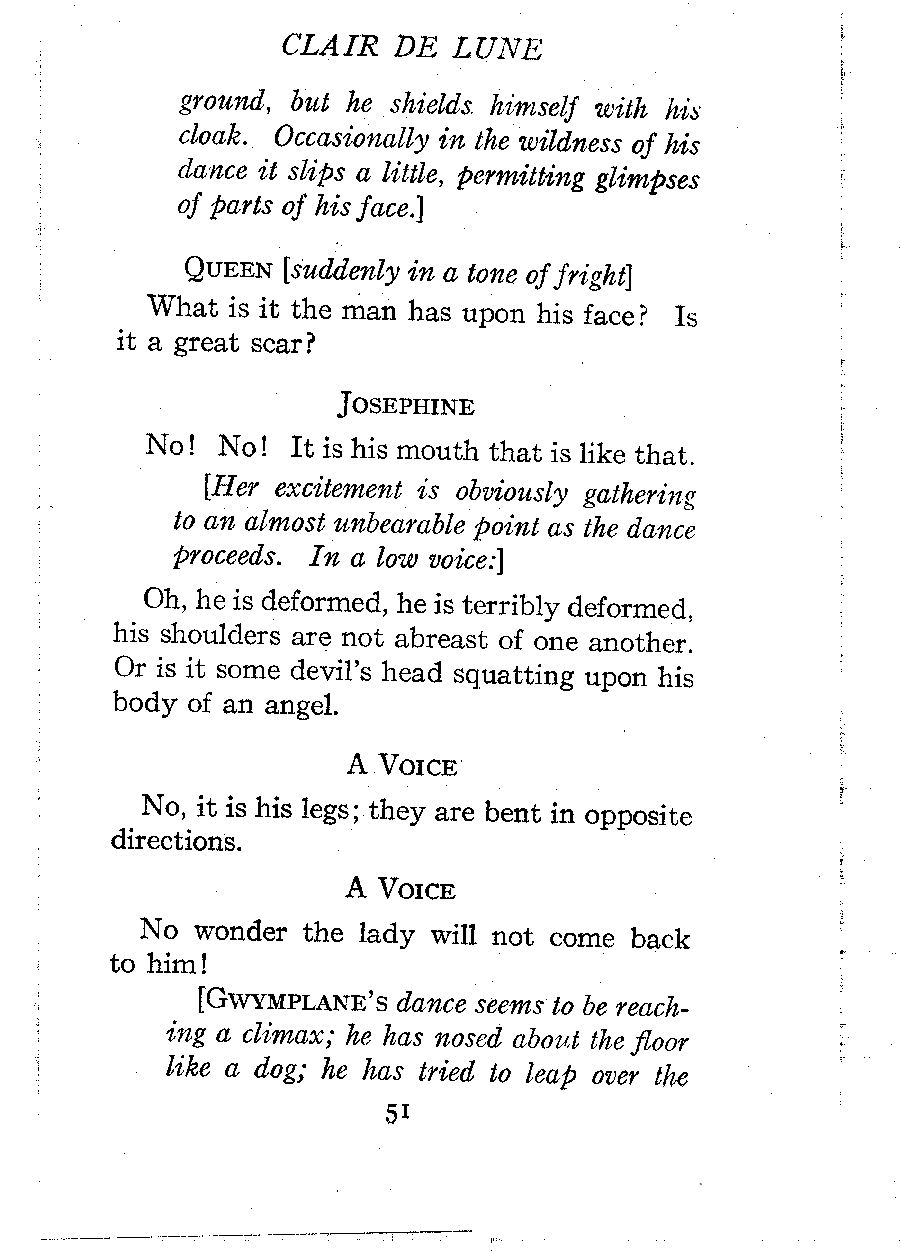 CLAIR DE LUNE
ground, but he shields himself with his
cloak. Occasionally in the wildness of his
dance it slips a little, permitting glimpses
of parts of his face.]
QUEEN [suddenly in a tone of fright]
What is it the man has upon his face? Is
it a great scar?
JOSEPHINE
No! No! It is his mouth that is like that.
[Her excitement is obviously gathering
to an almost unbearable point as the dance
proceeds. In a low voice:]
Oh, he is deformed, he is terribly deformed,
his shoulders are not abreast of one another.
Or is it some devil's head squatting upon his
body of an angel.
A VOICE
No, it is his legs; they are bent in opposite
directions.
A VOICE
No wonder the lady will not come back
to him!
[GWYMPLANE'S dance seems to be reach-
ing a climax; he has nosed about the floor
like a dog; he has tried to leap over the
51